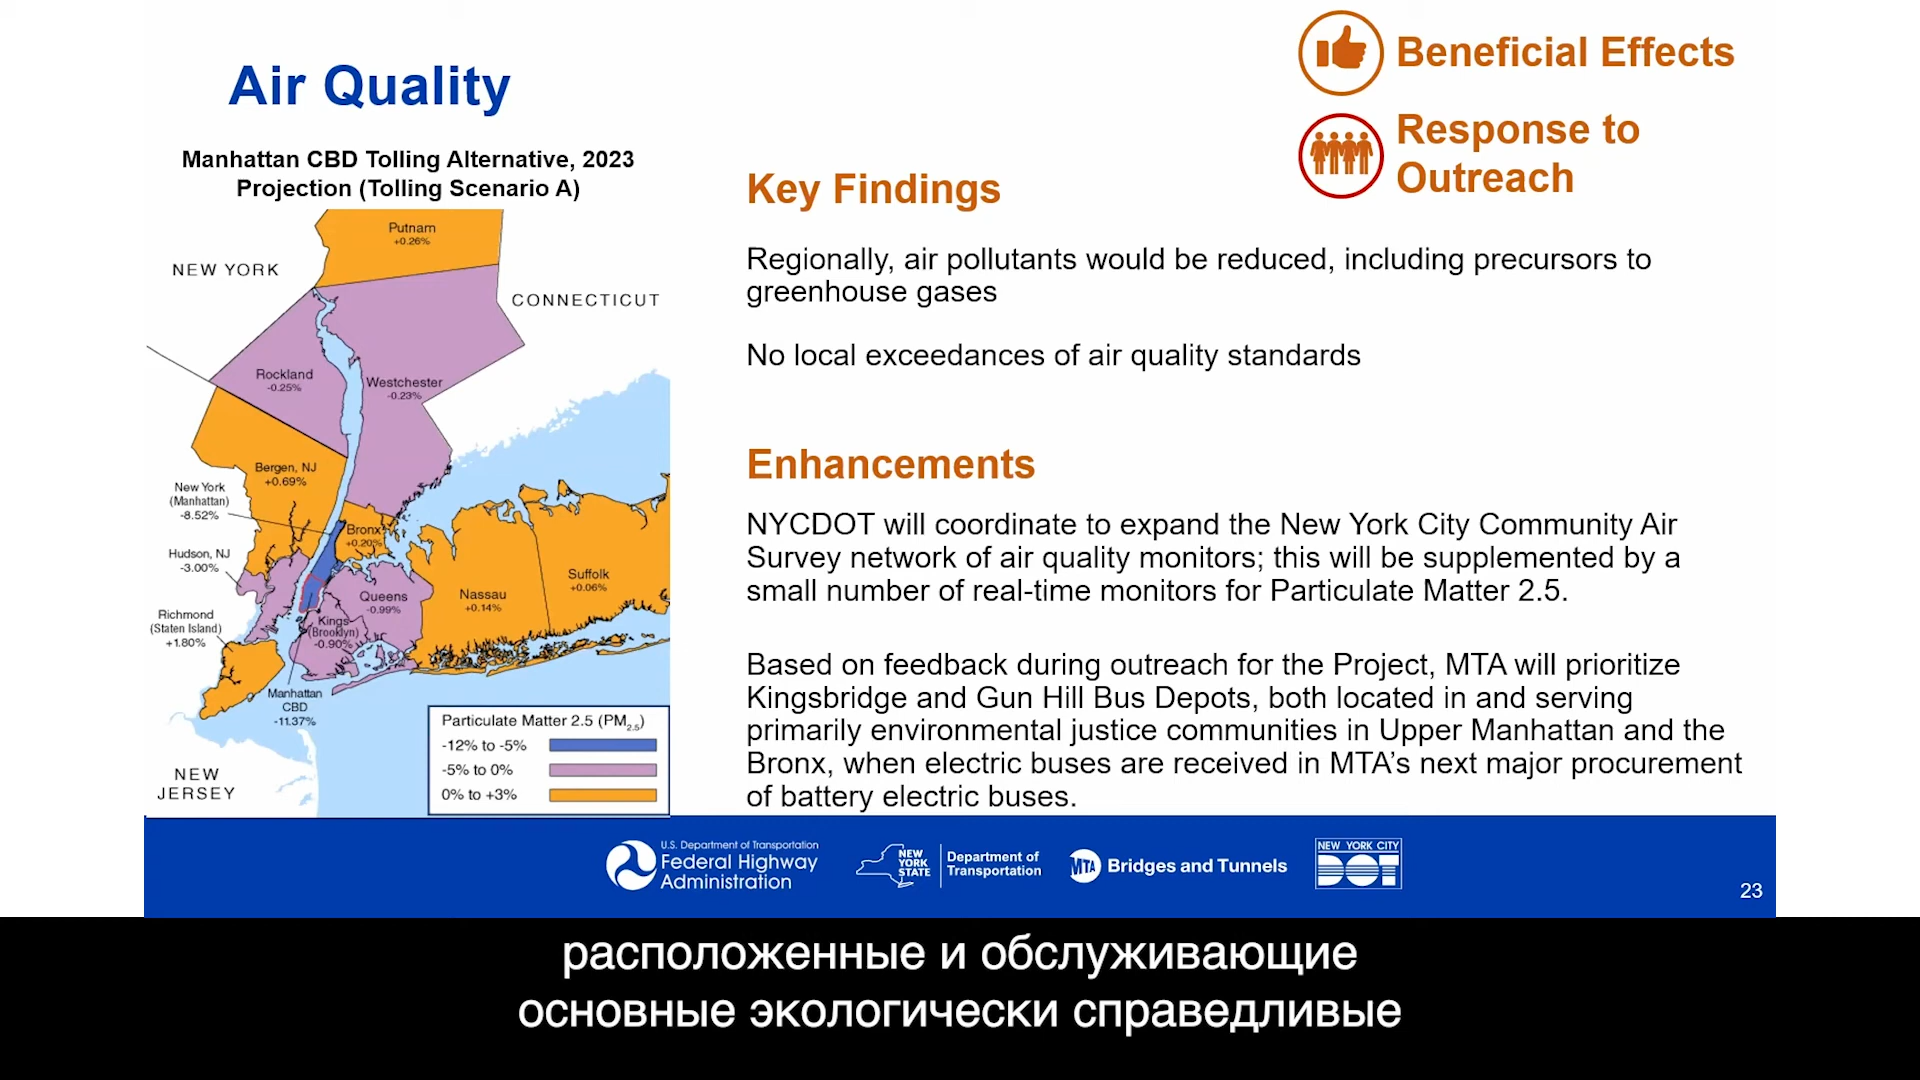 Air Quality
Manhattan CBD Tolling Alternative, 2023
Projection (Tolling Scenario A)
Putnam
+0.26%
NEW YORK
CONNECTICUT
Rockland
-0.25%
Westchester
-0.23%
Bergen, NJ
+0.69%
New York
(Manhattan)
-8.52%
Bronx
+0.20%
Hudson, NJ
-3.00%
Queens
-0.99%
Nassau
+0.14%
Suffolk
+0.06%
Richmond
(Staten Island)
+1.80%
Kings
(Brooklyn)
-0.90%
Manhattan
CBD
-11.37%
NEW
JERSEY
Particulate Matter 2.5 (PM2.5)
-12% to -5%
-5% to 0%
0% to +3%
Beneficial Effects
Response to
Outreach
Key Findings
Regionally, air pollutants would be reduced, including precursors to
greenhouse gases
No local exceedances of air quality standards
Enhancements
NYCDOT will coordinate to expand the New York City Community Air
Survey network of air quality monitors; this will be supplemented by a
small number of real-time monitors for Particulate Matter 2.5.
Based on feedback during outreach for the Project, MTA will prioritize
Kingsbridge and Gun Hill Bus Depots, both located in and serving
primarily environmental justice communities in Upper Manhattan and the
Bronx, when electric buses are received in MTA's next major procurement
of battery electric buses.
U.S. Department of Transportation
Federal Highway
Administration
NEW
YORK
STATE
Department of
Transportation
MTA
Bridges and Tunnels
NEW YORK CITY
DOT
23
расположенные и обслуживающие
основные экологически справедливые